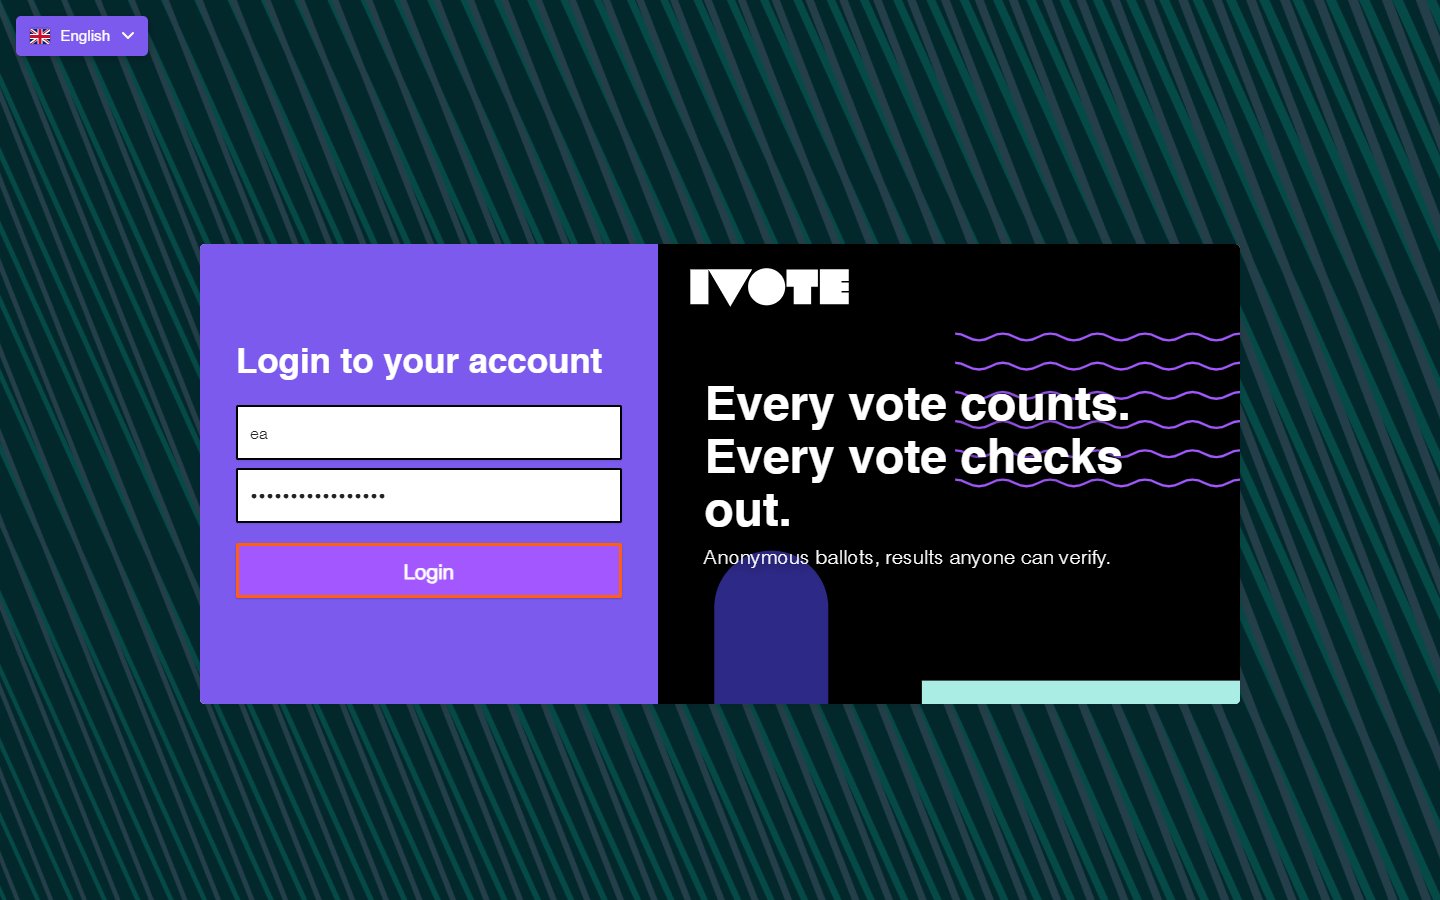 English
Login to your account
ea
•••••••••••••••••
Login
IVOTE
Every vote counts.
Every vote checks
out.
Anonymous ballots, results anyone can verify.